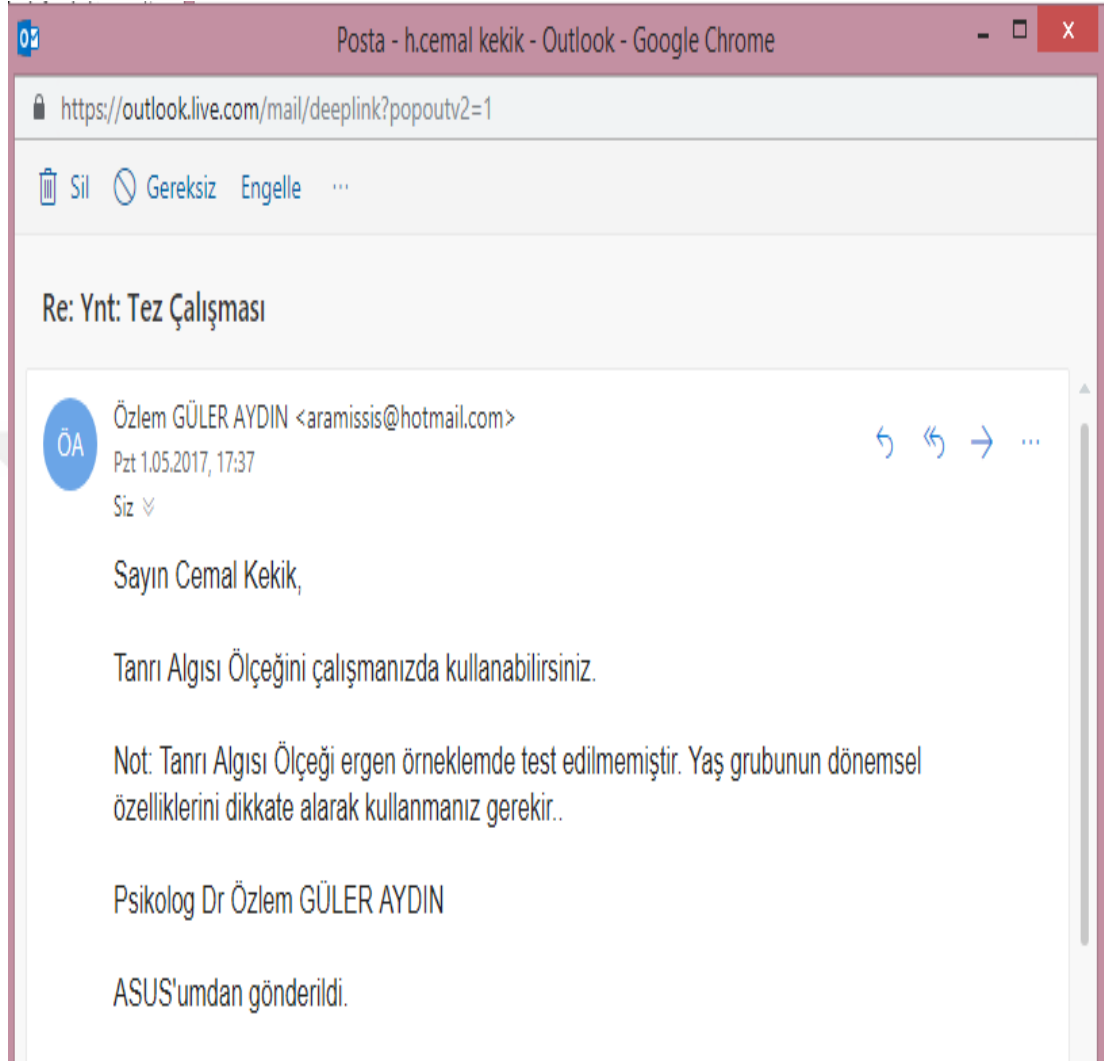 Posta - h.cemal kekik - Outlook - Google Chrome
https://outlook.live.com/mail/deeplink?popoutv2=1
Sil Gereksiz Engelle ...
Re: Ynt: Tez Çalışması
ÖA
Özlem GÜLER AYDIN <aramissis@hotmail.com>
Pzt 1.05.2017, 17:37
Siz
Sayın Cemal Kekik,
Tanrı Algısı Ölçeğini çalışmanızda kullanabilirsiniz.
Not: Tanrı Algısı Ölçeği ergen örneklemde test edilmemiştir. Yaş grubunun dönemsel
özelliklerini dikkate alarak kullanmanız gerekir..
Psikolog Dr Özlem GÜLER AYDIN
ASUS'umdan gönderildi.